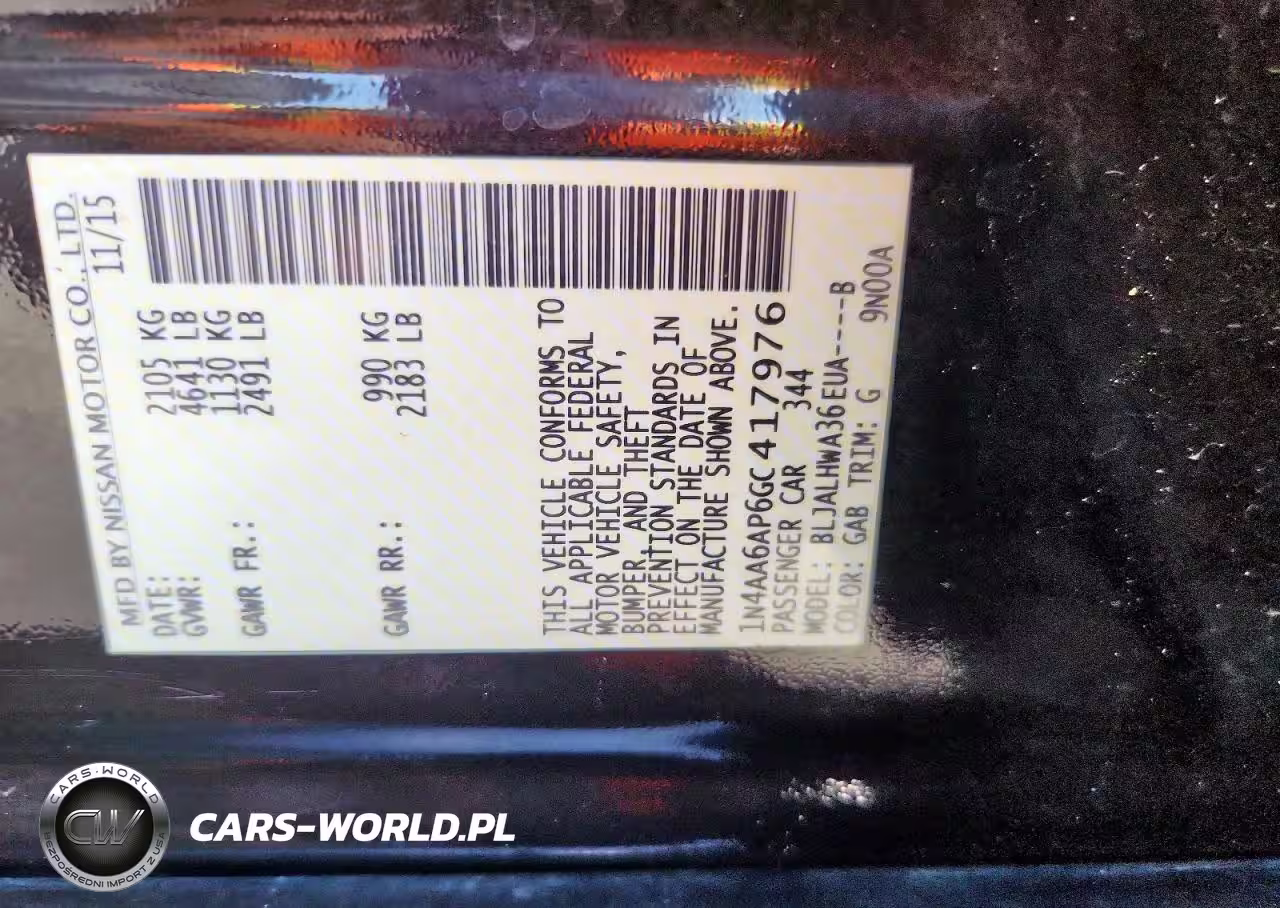 MFD BY NISSAN MOTOR CO., LTD.
DATE: 11/15
GVWR: 2105 KG
4641 LB
GAWR FR.: 1130 KG
2491 LB
GAWR RR.: 990 KG
2183 LB
THIS VEHICLE CONFORMS TO
ALL APPLICABLE FEDERAL
MOTOR VEHICLE SAFETY,
BUMPER, AND THEFT
PREVENTION STANDARDS IN
EFFECT ON THE DATE OF
MANUFACTURE SHOWN ABOVE.
1N4AA6AP6GC417976
PASSENGER CAR 344
MODEL: BLJALHWA36EUA-----B
COLOR: GAB TRIM: G 9N00A
CARS-WORLD
CW
BEZPOŚREDNI IMPORT Z USA
CARS-WORLD.PL